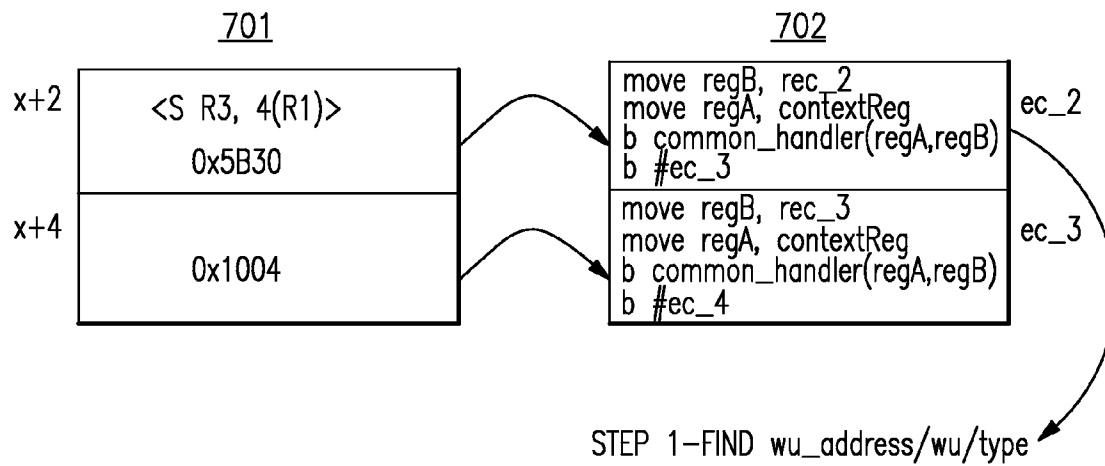 701
702
x+2
<S R3, 4(R1)>
0x5B30
move regB, rec_2
move regA, contextReg
b common_handler(regA,regB)
b #ec_3
ec_2
x+4
0x1004
move regB, rec_3
move regA, contextReg
b common_handler(regA,regB)
b #ec_4
ec_3
STEP 1-FIND wu_address/wu/type